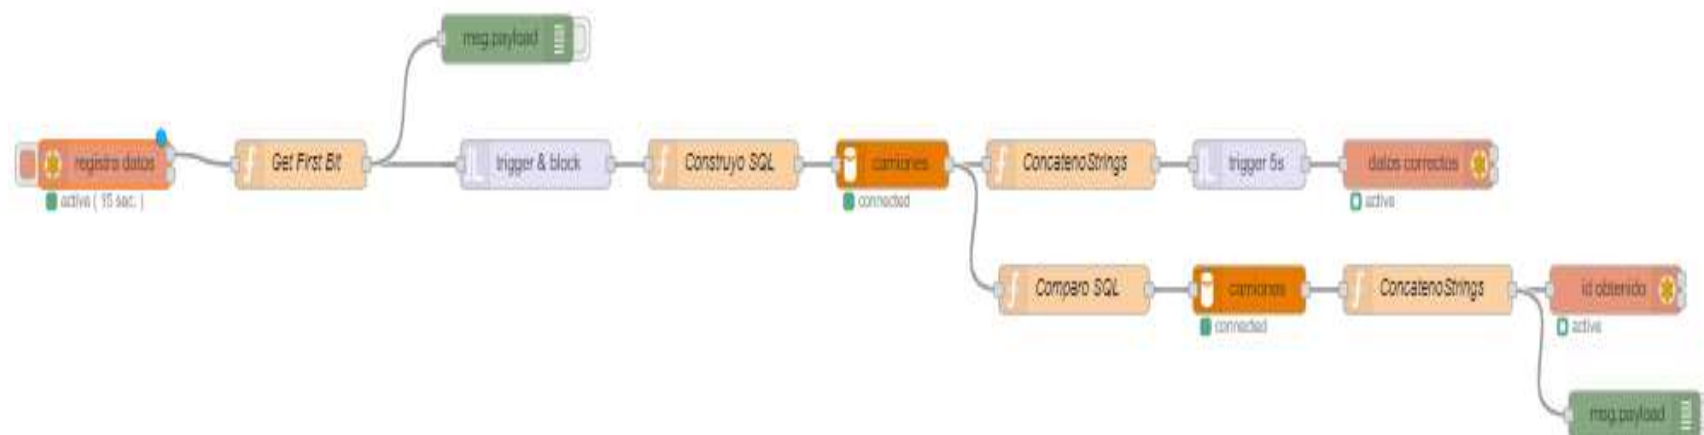 msg.payload
registro datos
active ( 15 sec. )
Get First Bit
trigger & block
Construyo SQL
camiones
connected
ConcatenoStrings
trigger 5s
datos correctos
active
Comparo SQL
camiones
connected
ConcatenoStrings
id obtenido
active
msg.payload